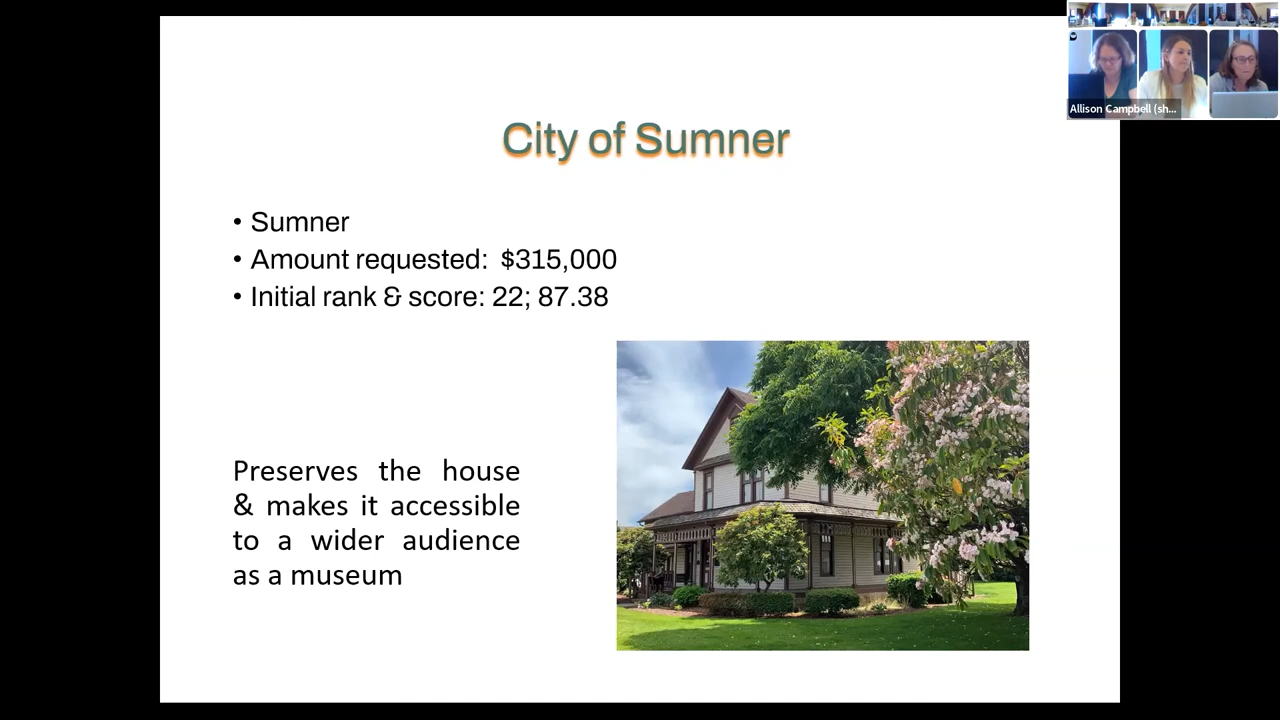 City of Sumner
• Sumner
• Amount requested: $315,000
• Initial rank & score: 22; 87.38
Preserves the house
& makes it accessible
to a wider audience
as a museum
Allison Campbell (sh...